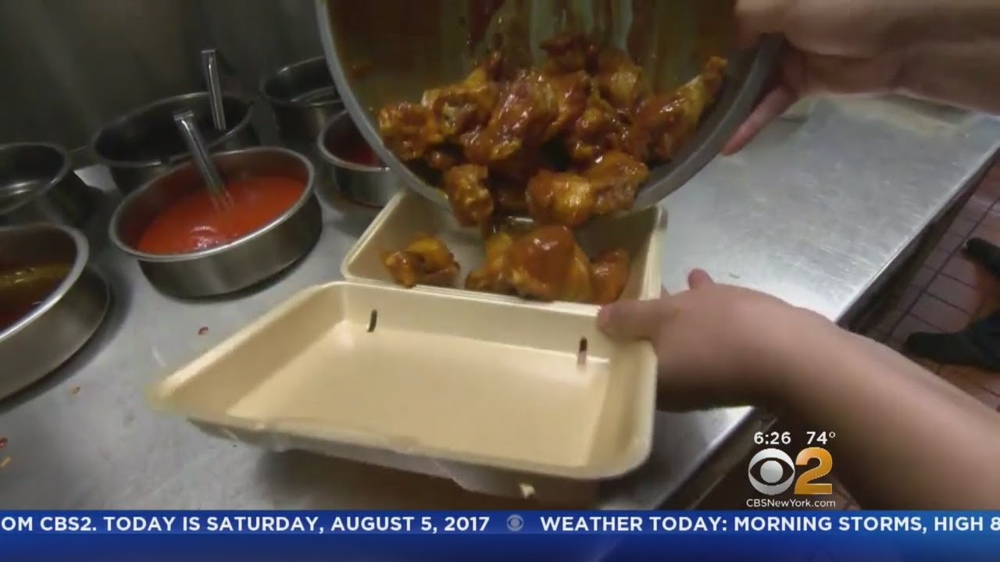 6:26 74°
2
CBSNewYork.com
OM CBS2. TODAY IS SATURDAY, AUGUST 5, 2017 WEATHER TODAY: MORNING STORMS, HIGH 8